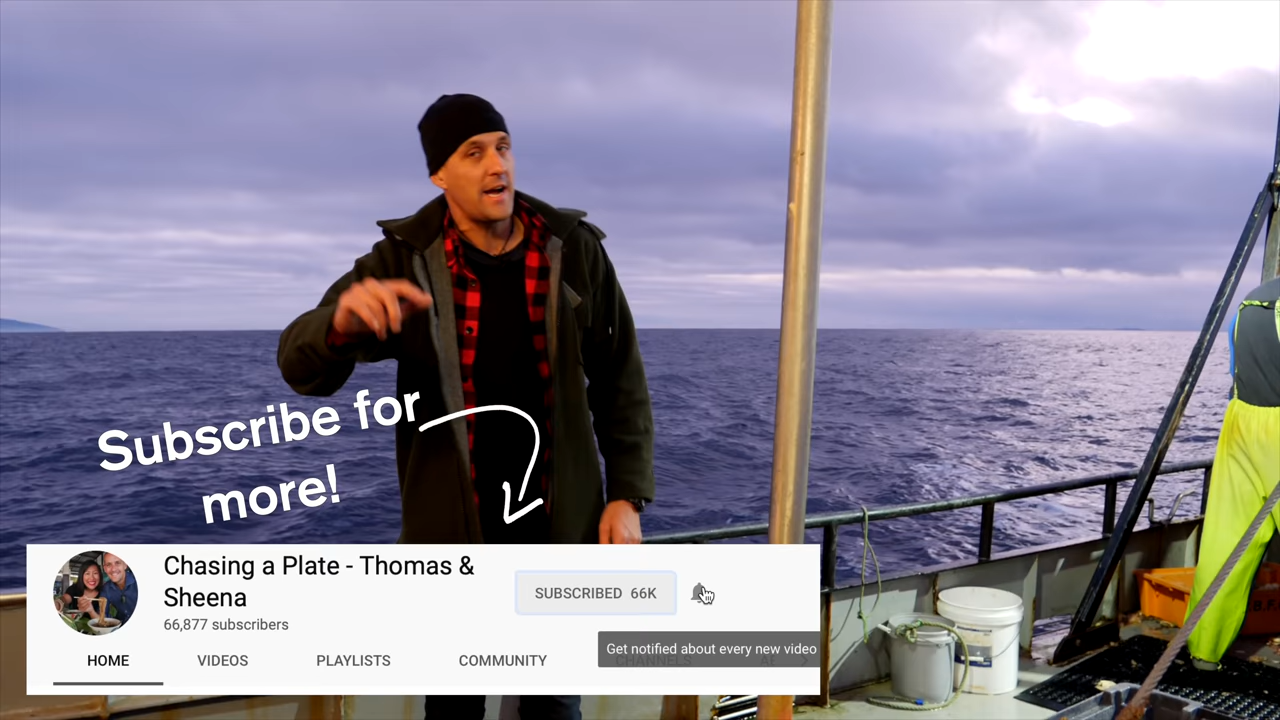 Subscribe for
more!
Chasing a Plate - Thomas &
Sheena
SUBSCRIBED 66K
66,877 subscribers
Get notified about every new video
HOME
VIDEOS
PLAYLISTS
COMMUNITY
CHANNELS